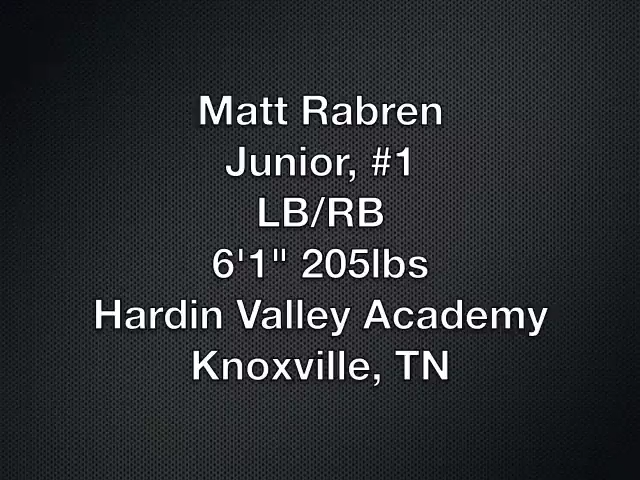 Matt Rabren
Junior, #1
LB/RB
6'1" 205lbs
Hardin Valley Academy
Knoxville, TN